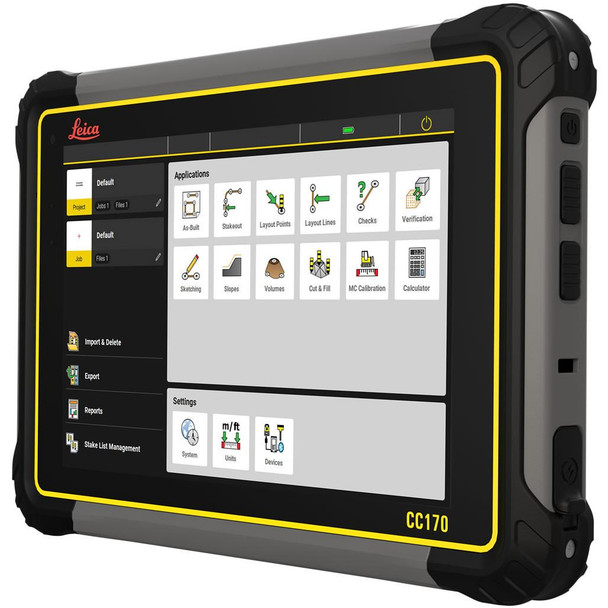 Leica
Default
Project Jobs 1 Files 1
+ Default
Job Files 1
Import & Delete
Export
Reports
Stake List Management
Applications
As-Built Stakeout Layout Points Layout Lines Checks Verification
Sketching Slopes Volumes Cut & Fill MC Calibration Calculator
Settings
m/ft
System Units Devices
CC170